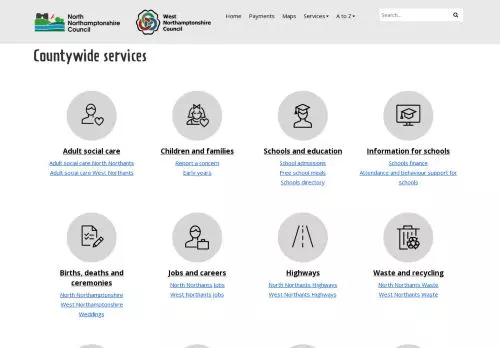 North
Northamptonshire
Council
West
Northamptonshire
Council
Home Payments Maps Services A to Z Search...
Countywide services
Adult social care
Adult social care North Northants
Adult social care West Northants
Children and families
Report a concern
Early years
Schools and education
School admissions
Free school meals
Schools directory
Information for schools
Schools finance
Attendance and behaviour support for
schools
Births, deaths and
ceremonies
North Northamptonshire
West Northamptonshire
Weddings
Jobs and careers
North Northants Jobs
West Northants jobs
Highways
North Northants Highways
West Northants Highways
Waste and recycling
North Northants Waste
West Northants Waste